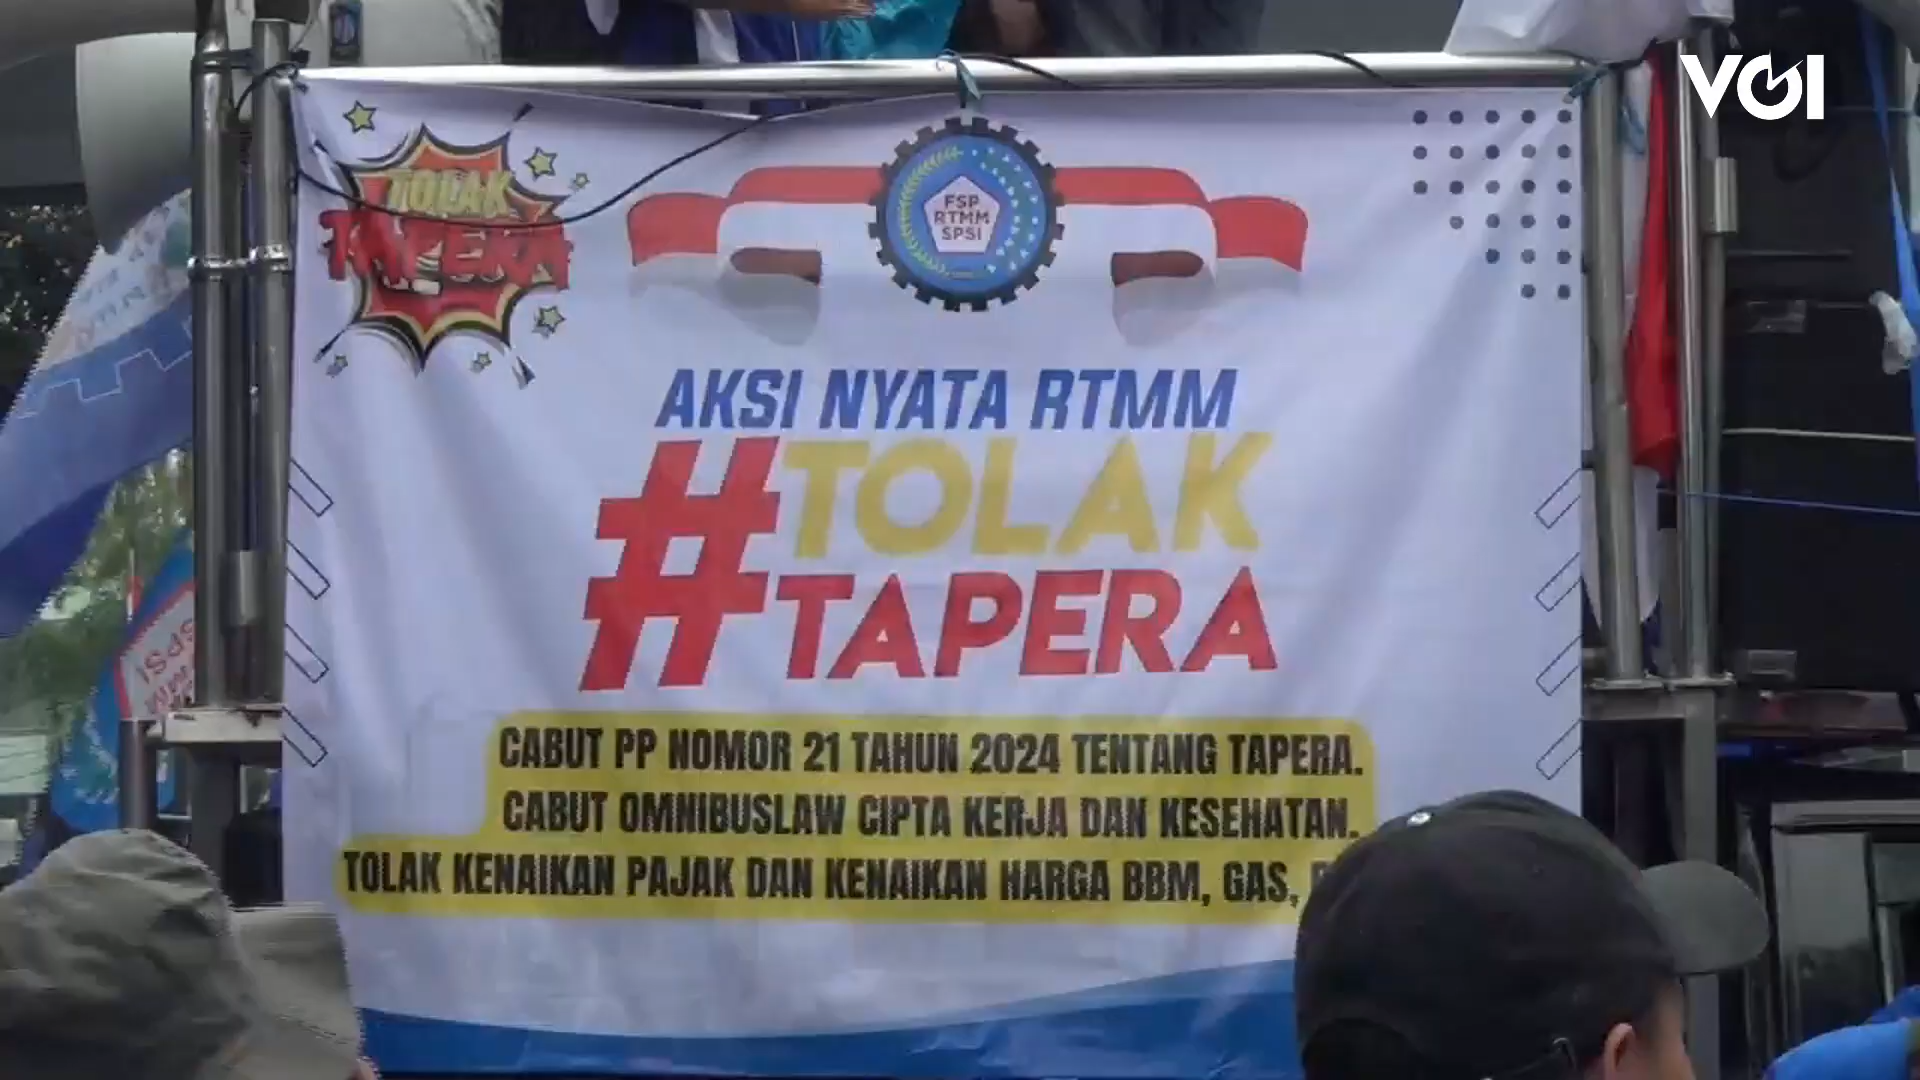 VOI
TOLAK
TAPERA
FSP
RTMM
SPSI
AKSI NYATA RTMM
#TOLAK
TAPERA
CABUT PP NOMOR 21 TAHUN 2024 TENTANG TAPERA.
CABUT OMNIBUSLAW CIPTA KERJA DAN KESEHATAN.
TOLAK KENAIKAN PAJAK DAN KENAIKAN HARGA BBM, GAS,
SPSI